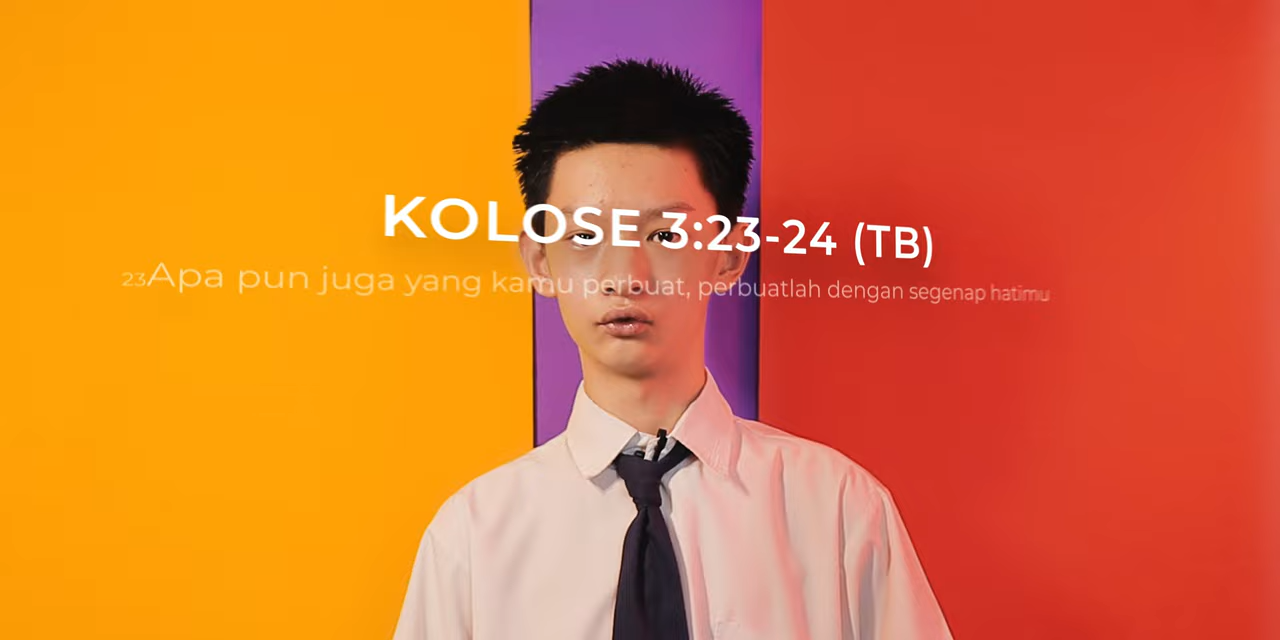 KOLOSE 3:23-24 (TB)
23Apa pun juga yang kamu perbuat, perbuatlah dengan segenap hatimu